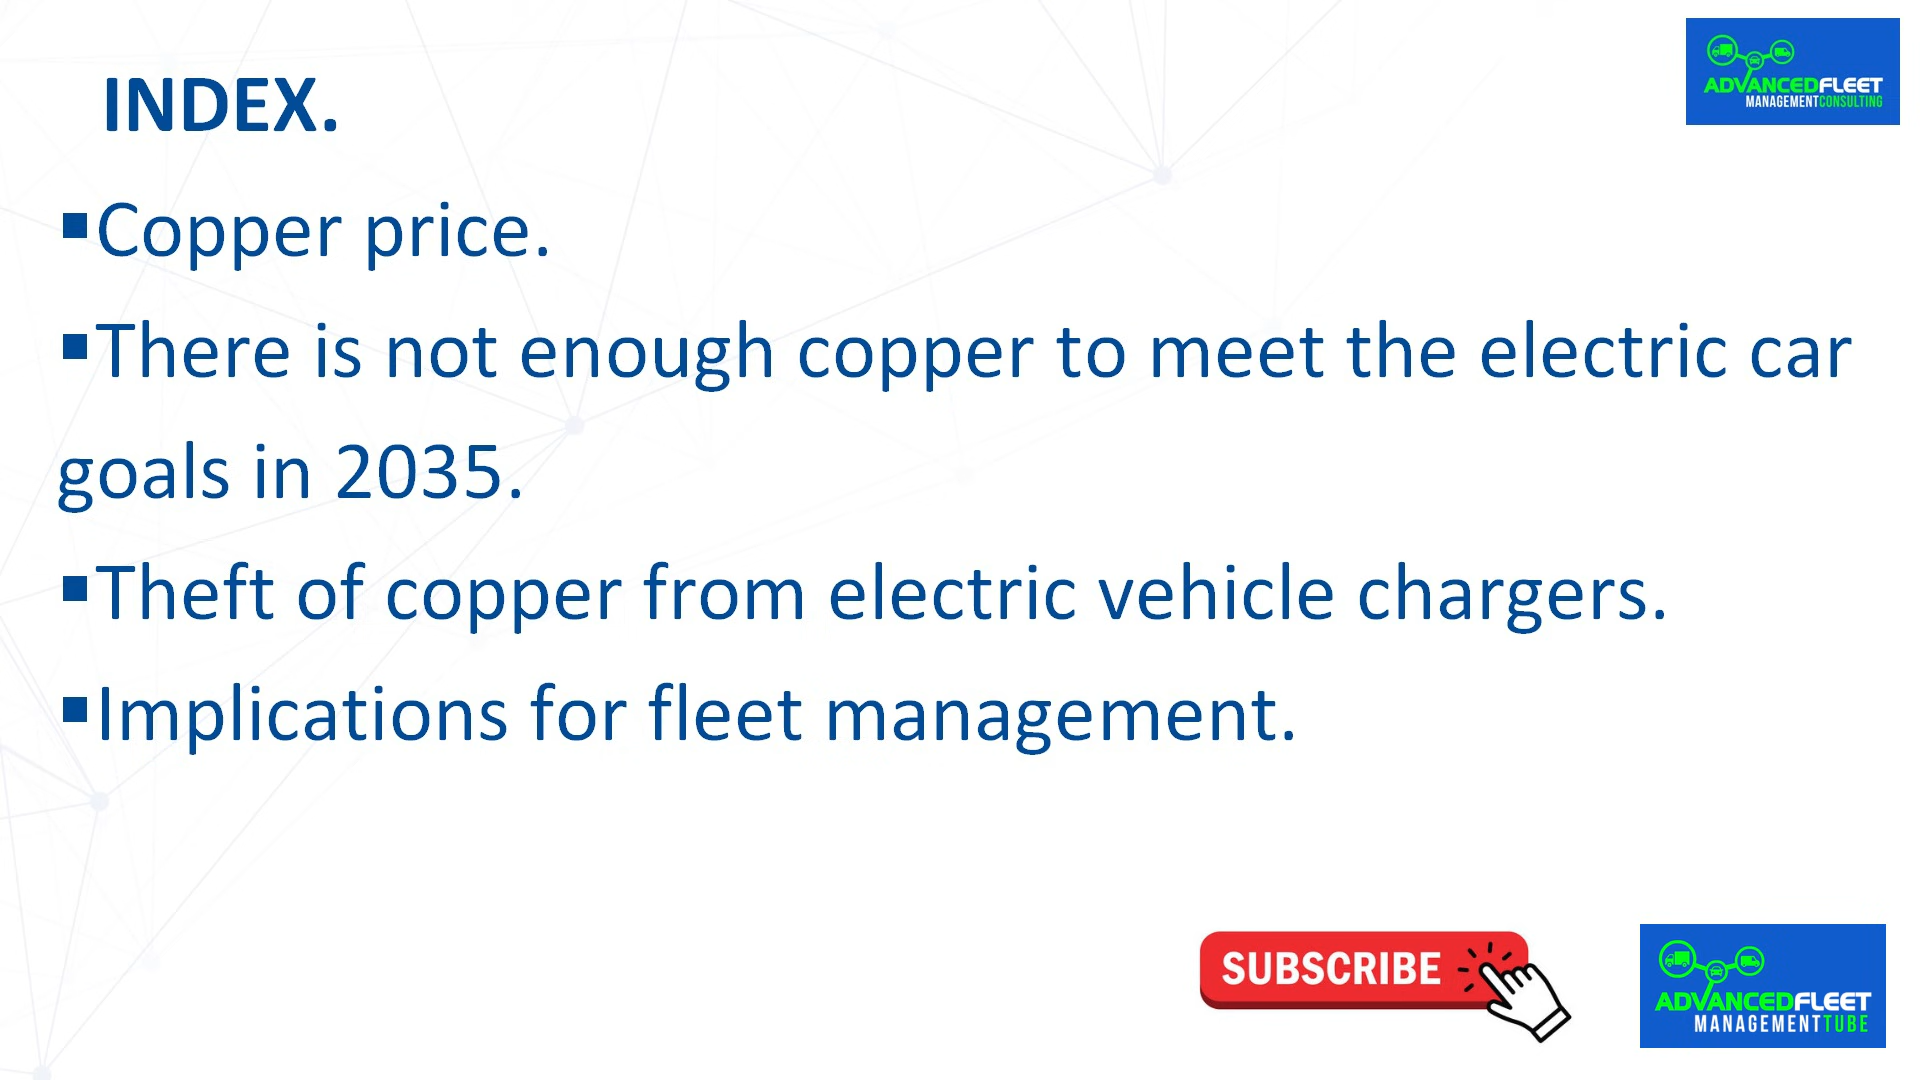 INDEX.
ADVANCEDFLEET
MANAGEMENTCONSULTING
▪Copper price.
▪There is not enough copper to meet the electric car
goals in 2035.
▪Theft of copper from electric vehicle chargers.
▪Implications for fleet management.
SUBSCRIBE
ADVANCEDFLEET
MANAGEMENTTUBE